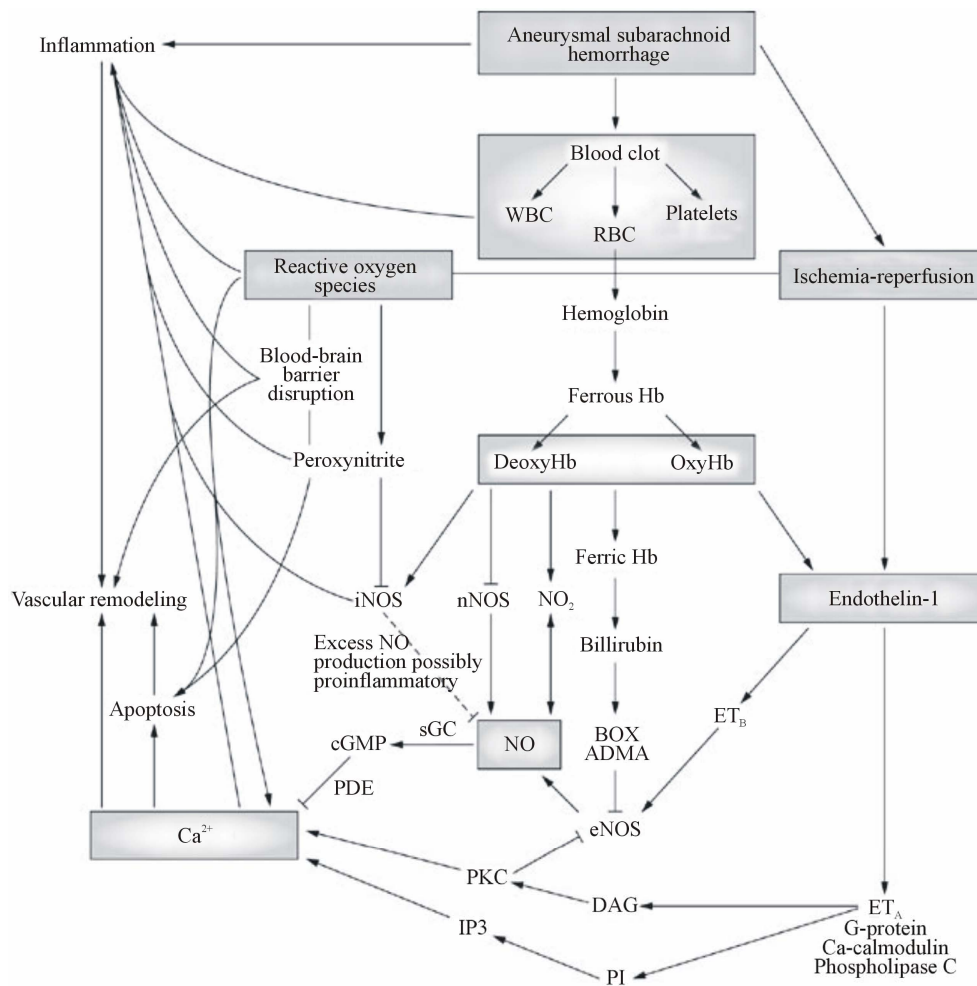 Aneurysmal subarachnoid
hemorrhage
Inflammation
Blood clot
WBC
Platelets
RBC
Reactive oxygen
species
Ischemia-reperfusion
Hemoglobin
Blood-brain
barrier
disruption
Ferrous Hb
Peroxynitrite
DeoxyHb
OxyHb
Ferric Hb
Vascular remodeling
iNOS
nNOS
NO2
Endothelin-1
Excess NO
production possibly
proinflammatory
Billirubin
Apoptosis
ETB
sGC
cGMP
NO
BOX
ADMA
PDE
Ca2+
eNOS
PKC
DAG
ETA
G-protein
Ca-calmodulin
Phospholipase C
IP3
PI